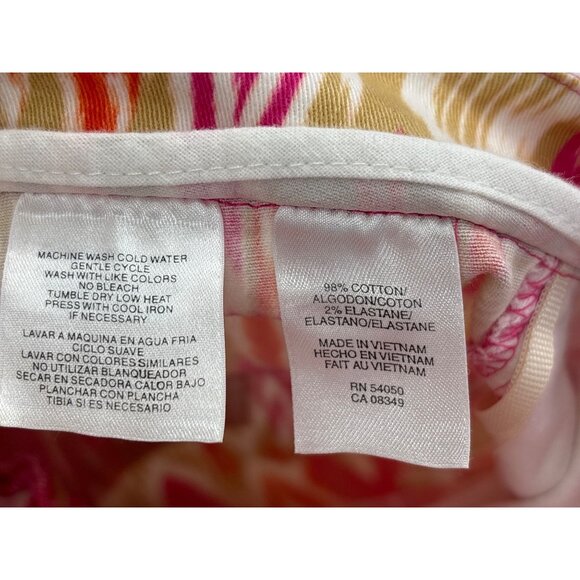 MACHINE WASH COLD WATER
GENTLE CYCLE
WASH WITH LIKE COLORS
NO BLEACH
TUMBLE DRY LOW HEAT
PRESS WITH COOL IRON
IF NECESSARY
LAVAR A MAQUINA EN AGUA FRIA
CICLO SUAVE
LAVAR CON COLORES SIMILARES
NO UTILIZAR BLANQUEADOR
SECAR EN SECADORA CALOR BAJO
PLANCHAR CON PLANCHA
TIBIA SI ES NECESARIO
98% COTTON/
ALGODON/COTON
2% ELASTANE/
ELASTANO/ELASTANE
MADE IN VIETNAM
HECHO EN VIETNAM
FAIT AU VIETNAM
RN 54050
CA 08349